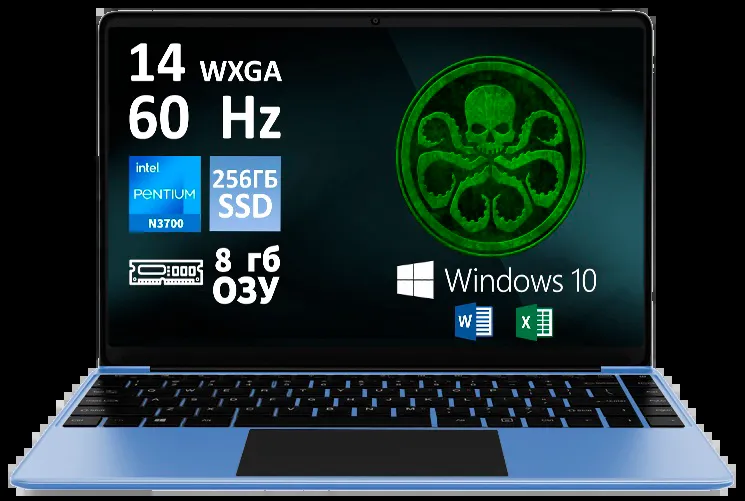 14 WXGA
60 Hz
intel
PENTIUM
N3700
256ГБ
SSD
8 гб
ОЗУ
Windows 10
W
X